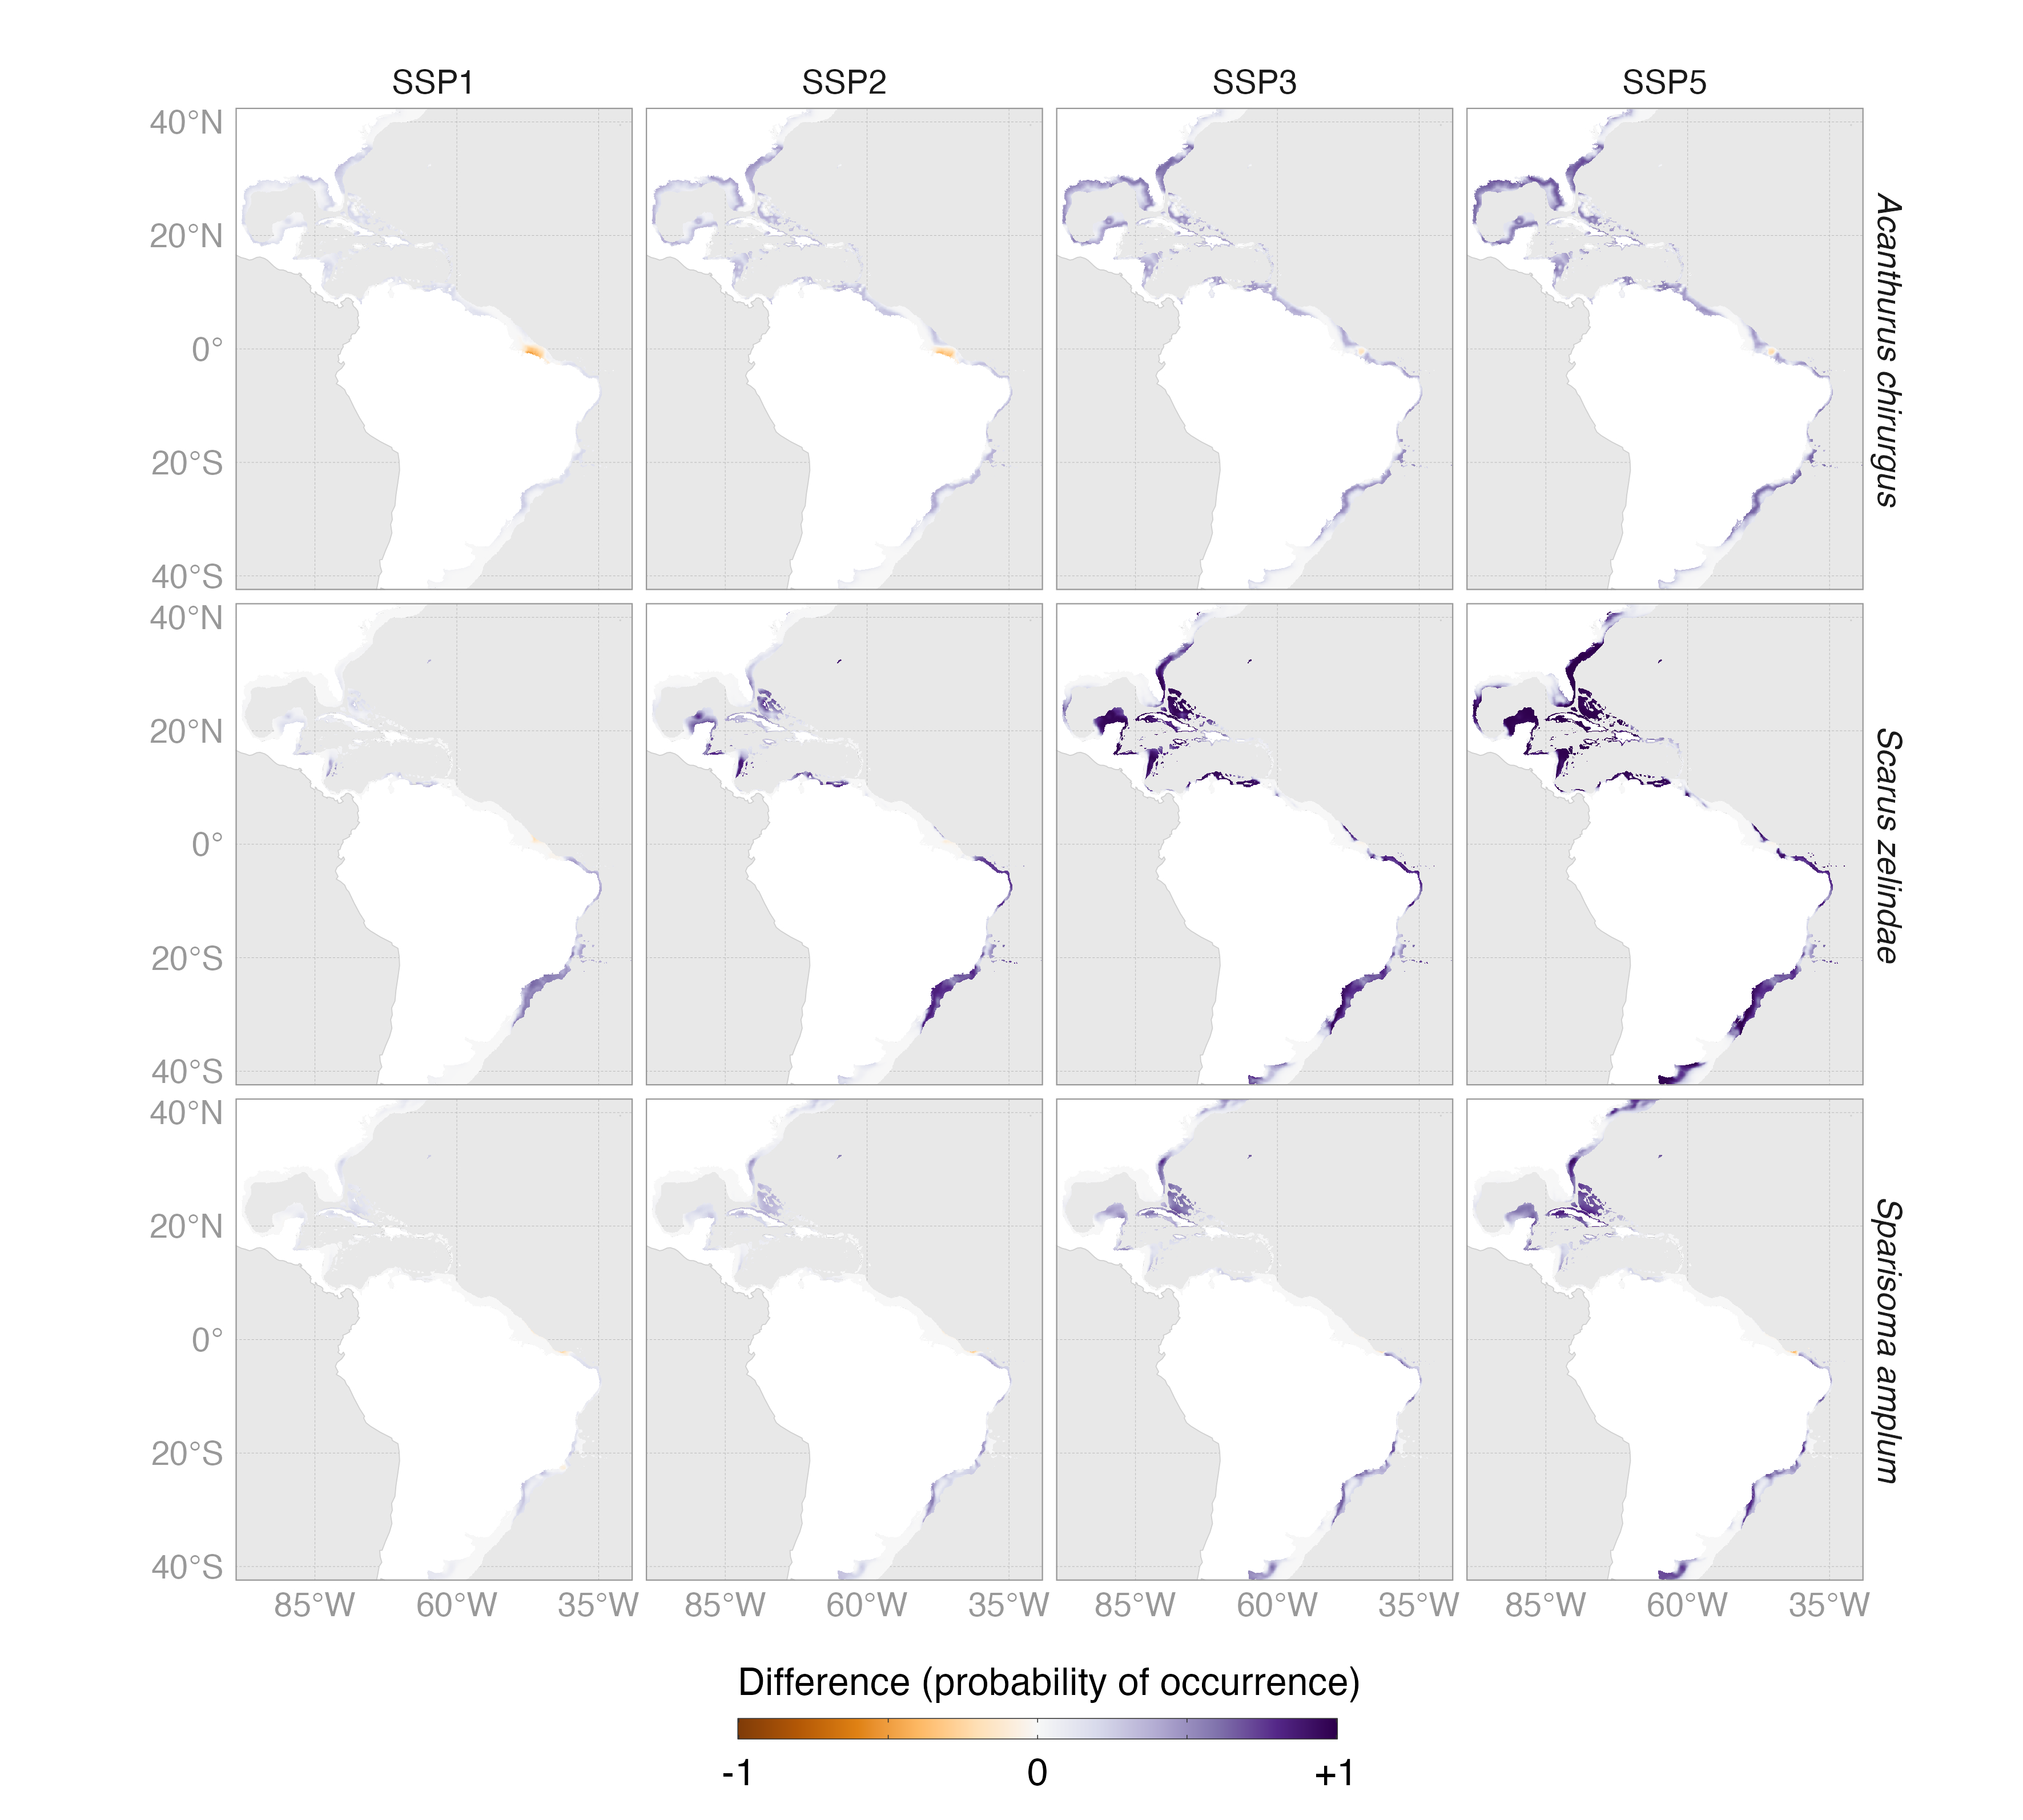 SSP1 SSP2 SSP3 SSP5
40°N
20°N
0°
20°S
40°S
Acanthurus chirurgus
40°N
20°N
0°
20°S
40°S
Scarus zelindae
40°N
20°N
0°
20°S
40°S
Sparisoma amplum
85°W 60°W 35°W 85°W 60°W 35°W 85°W 60°W 35°W 85°W 60°W 35°W
Difference (probability of occurrence)
-1 0 +1